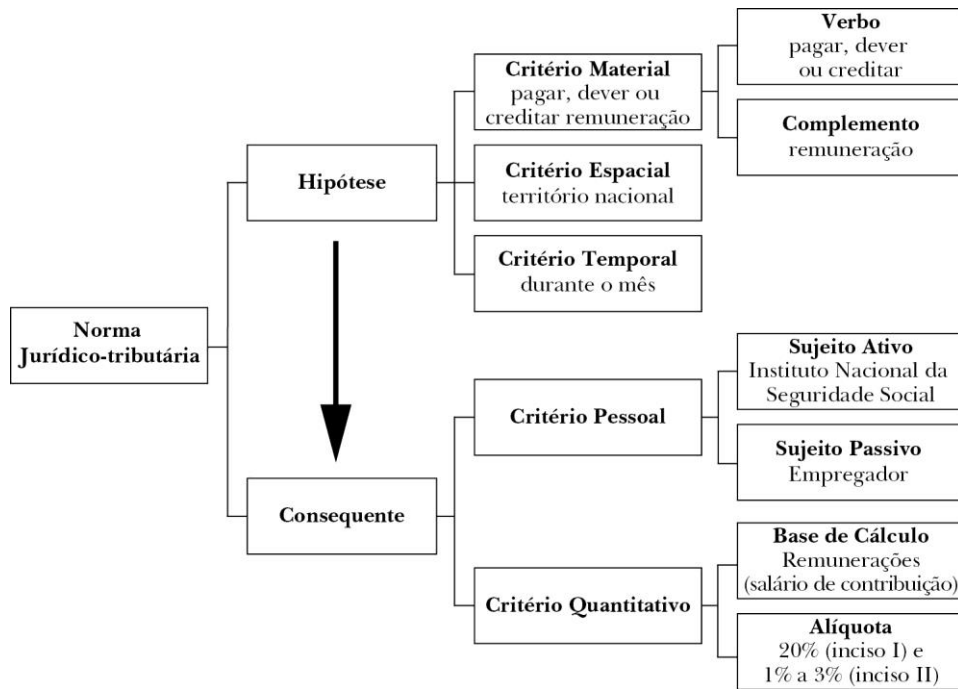 Norma
Jurídico-tributária
Hipótese
Critério Material
pagar, dever ou
creditar remuneração
Verbo
pagar, dever
ou creditar
Complemento
remuneração
Critério Espacial
território nacional
Critério Temporal
durante o mês
Consequente
Critério Pessoal
Sujeito Ativo
Instituto Nacional da
Seguridade Social
Sujeito Passivo
Empregador
Critério Quantitativo
Base de Cálculo
Remunerações
(salário de contribuição)
Alíquota
20% (inciso I) e
1% a 3% (inciso II)